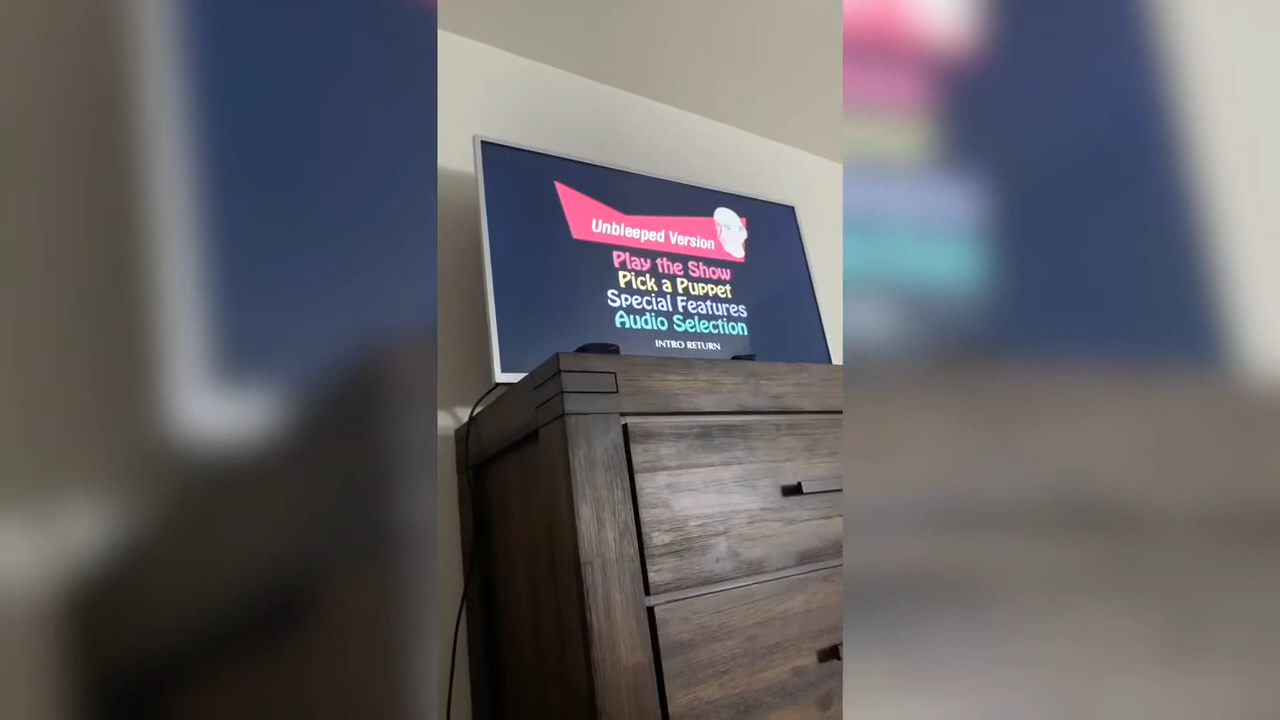 Unbleeped Version
Play the Show
Pick a Puppet
Special Features
Audio Selection
INTRO RETURN